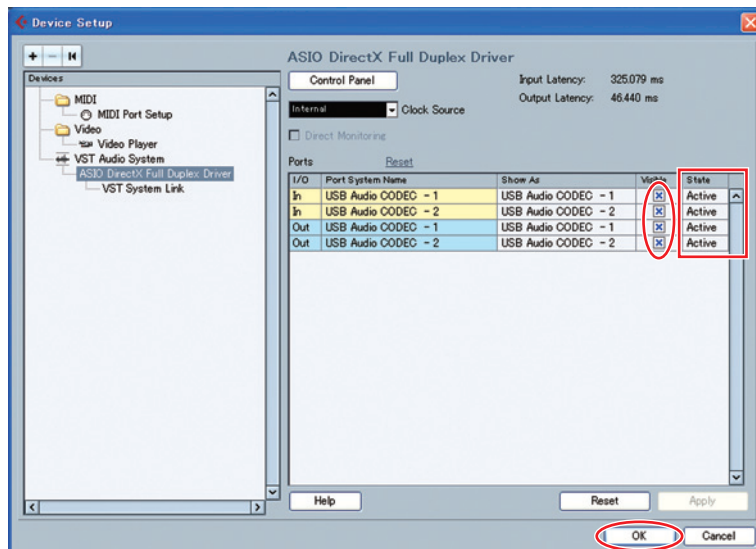 Device Setup
Devices
MIDI
MIDI Port Setup
Video
Video Player
VST Audio System
ASIO DirectX Full Duplex Driver
VST System Link
ASIO DirectX Full Duplex Driver
Control Panel
Input Latency: 325.079 ms
Output Latency: 46.440 ms
Internal Clock Source
Direct Monitoring
Ports Reset
I/O Port System Name Show As Visible State
In USB Audio CODEC - 1 USB Audio CODEC - 1 Active
In USB Audio CODEC - 2 USB Audio CODEC - 2 Active
Out USB Audio CODEC - 1 USB Audio CODEC - 1 Active
Out USB Audio CODEC - 2 USB Audio CODEC - 2 Active
Help Reset Apply
OK Cancel